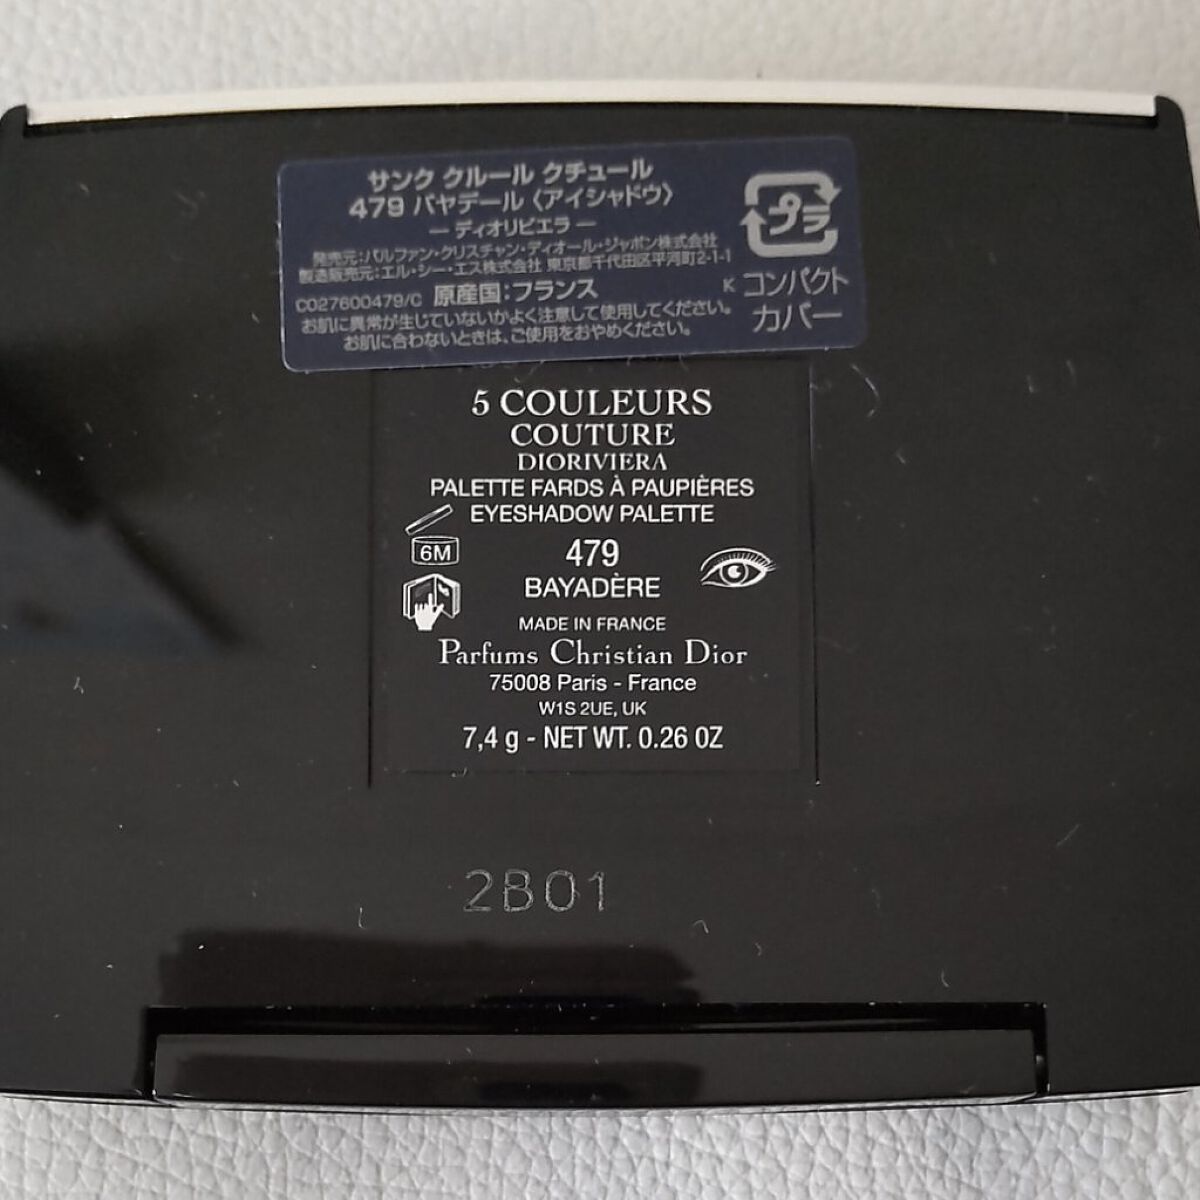 サンク クルール クチュール
479 バヤデール〈アイシャドウ〉
— ディオリビエラ —
発売元:パルファン・クリスチャン・ディオール・ジャポン株式会社
製造販売元:エル・シー・エス株式会社 東京都千代田区平河町2-1-1
C027600479/C 原産国:フランス
お肌に異常が生じていないかよく注意して使用してください。
お肌に合わないときは、ご使用をおやめください。
プラ
K コンパクト
カバー
5 COULEURS
COUTURE
DIORIVIERA
PALETTE FARDS À PAUPIÈRES
EYESHADOW PALETTE
6M
479
BAYADÈRE
MADE IN FRANCE
Parfums Christian Dior
75008 Paris - France
W1S 2UE, UK
7,4 g - NET WT. 0.26 OZ
2B01